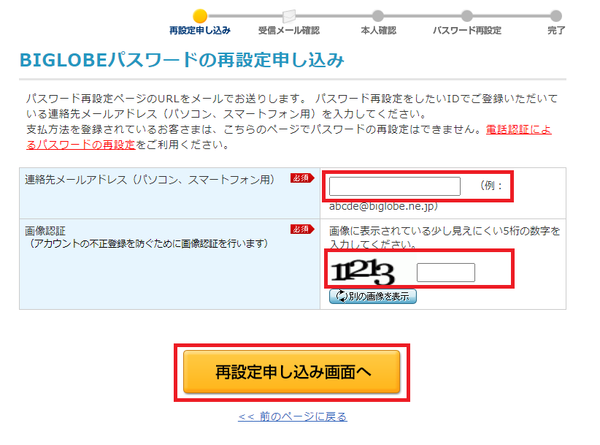 再設定申し込み 受信メール確認 本人確認 パスワード再設定 完了
BIGLOBEパスワードの再設定申し込み
パスワード再設定ページのURLをメールでお送りします。 パスワード再設定をしたいIDでご登録いただいて
いる連絡先メールアドレス（パソコン、スマートフォン用）を入力してください。
支払方法を登録されているお客さまは、こちらのページでパスワードの再設定はできません。電話認証によ
るパスワードの再設定をご利用ください。
連絡先メールアドレス（パソコン、スマートフォン用） 必須
（例：
abcde@biglobe.ne.jp）
画像認証 必須
（アカウントの不正登録を防ぐために画像認証を行います）
画像に表示されている少し見えにくい5桁の数字を
入力してください。
11213
別の画像を表示
再設定申し込み画面へ
<< 前のページに戻る